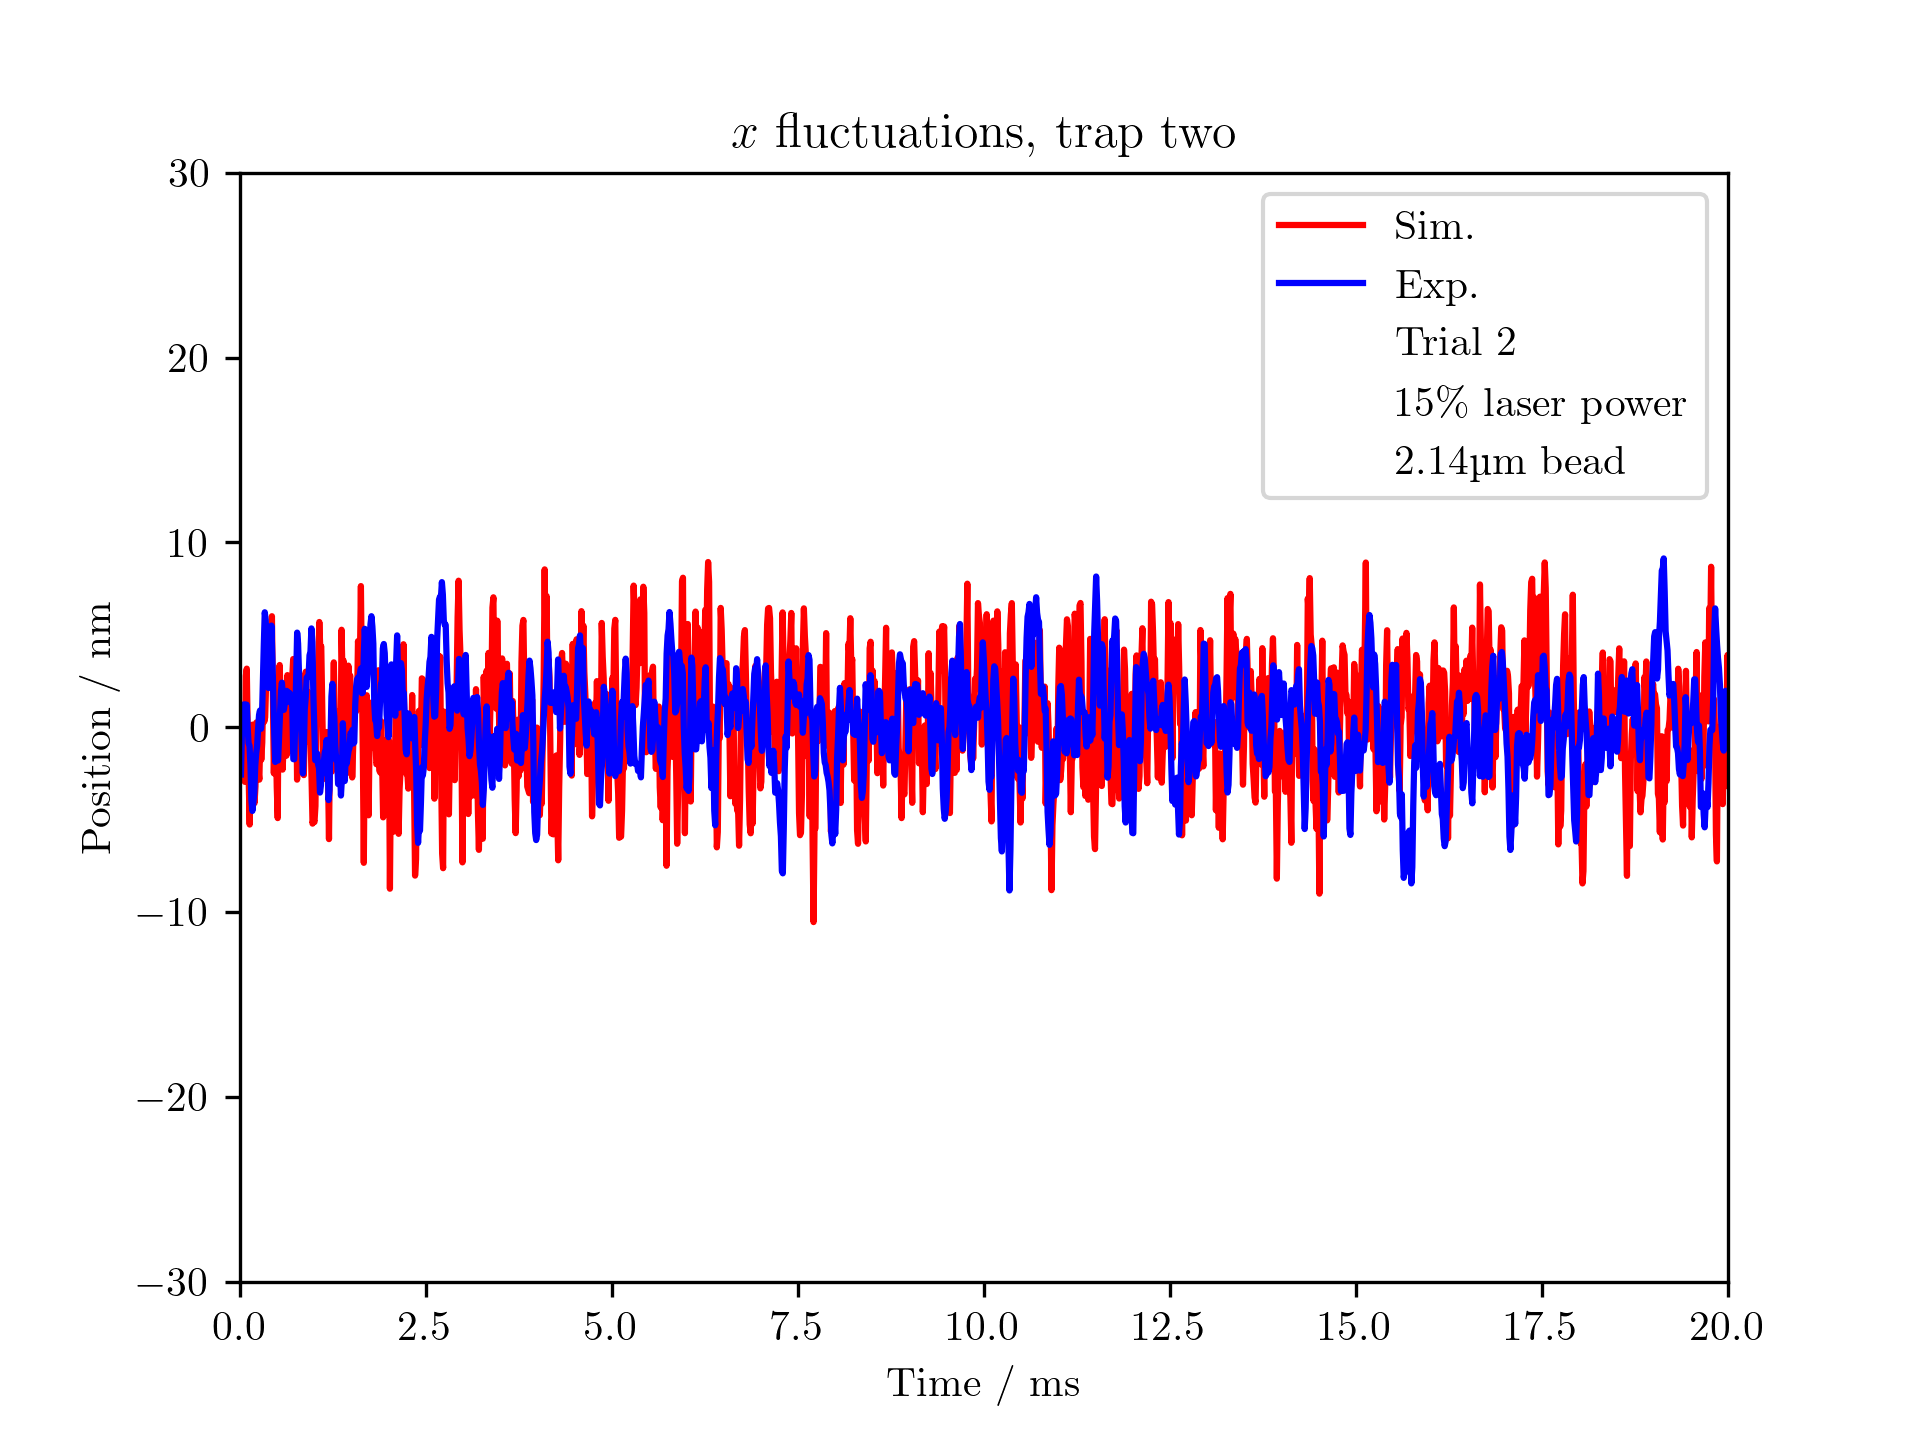 x fluctuations, trap two
30
20
10
0
−10
−20
−30
Position / nm
Sim.
Exp.
Trial 2
15% laser power
2.14µm bead
0.0 2.5 5.0 7.5 10.0 12.5 15.0 17.5 20.0
Time / ms